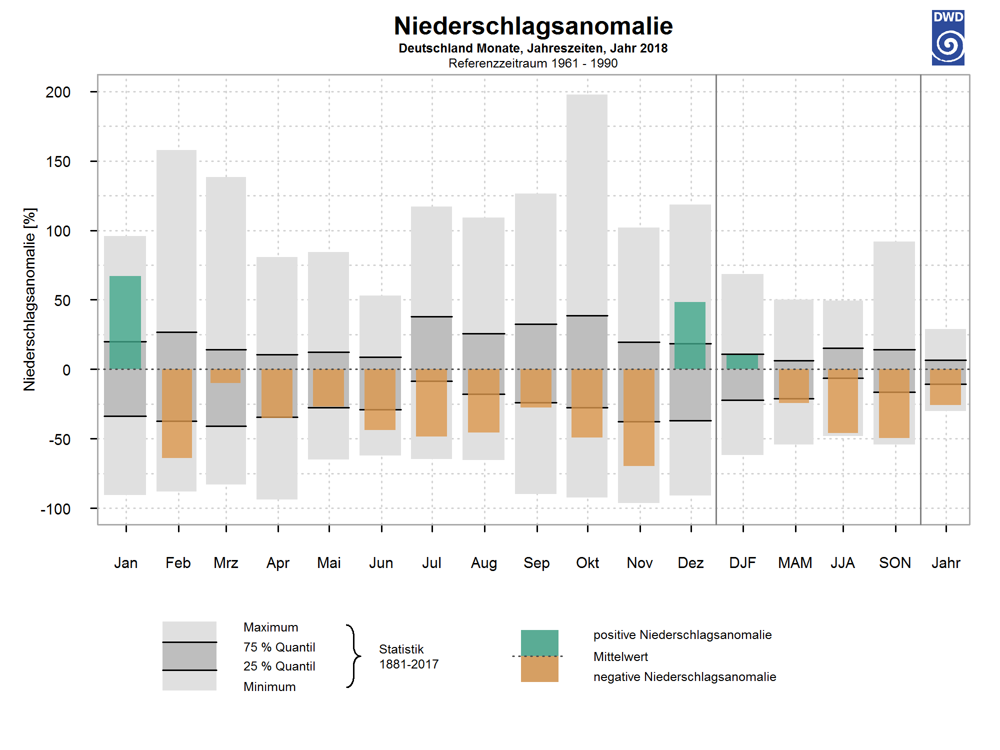 Niederschlagsanomalie
Deutschland Monate, Jahreszeiten, Jahr 2018
Referenzzeitraum 1961 - 1990
DWD
Niederschlagsanomalie [%]
200
150
100
50
0
-50
-100
Jan Feb Mrz Apr Mai Jun Jul Aug Sep Okt Nov Dez DJF MAM JJA SON Jahr
Maximum
75 % Quantil
25 % Quantil
Minimum
Statistik
1881-2017
positive Niederschlagsanomalie
Mittelwert
negative Niederschlagsanomalie